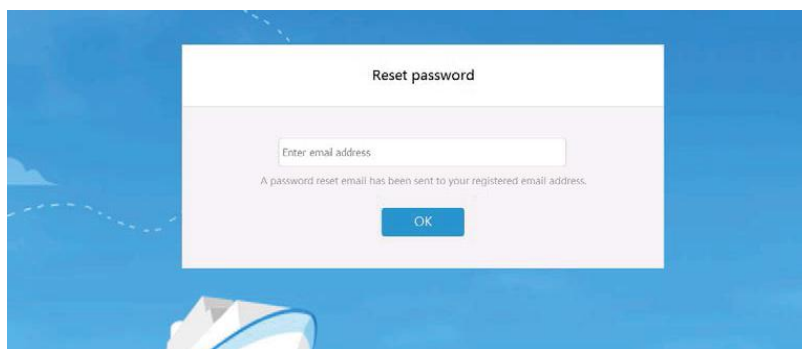 Reset password
Enter email address
A password reset email has been sent to your registered email address.
OK